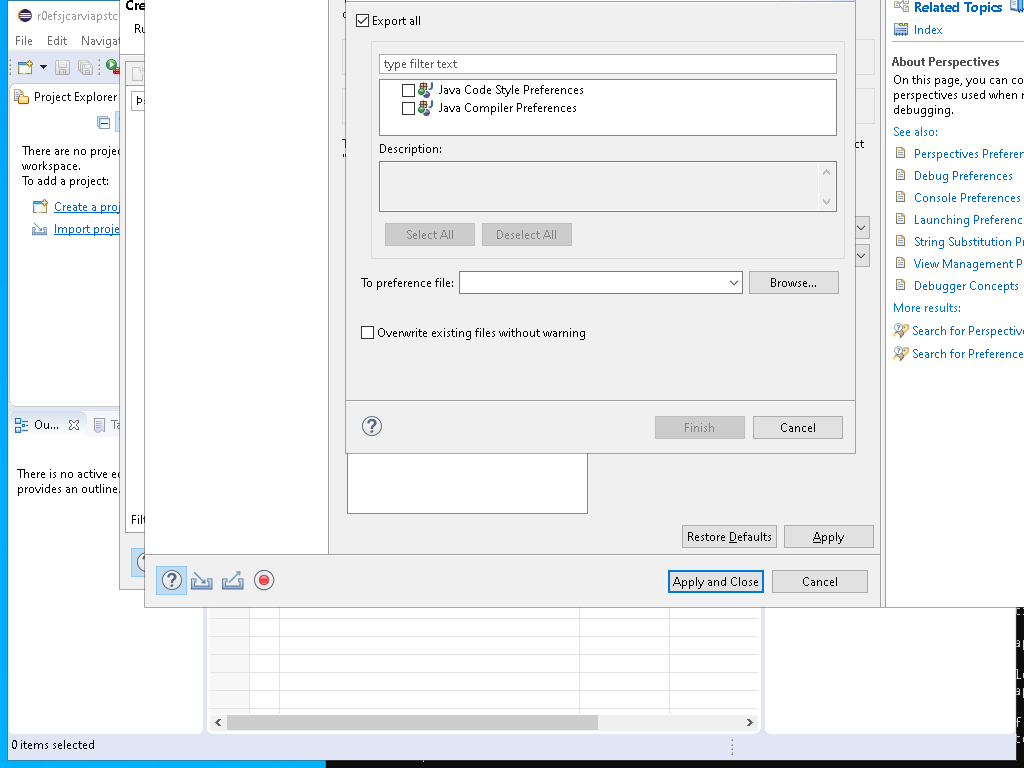 r0efsjcarviapstc
File Edit Navigat
Project Explorer
There are no proje
workspace.
To add a project:
Create a proj
Import proje
Ou...
Ta
There is no active e
provides an outline.
0 items selected
Cre
Ru
Filt
Export all
type filter text
Java Code Style Preferences
Java Compiler Preferences
Description:
Select All Deselect All
To preference file: Browse...
Overwrite existing files without warning
Finish Cancel
ct
Restore Defaults Apply
Apply and Close Cancel
Related Topics
Index
About Perspectives
On this page, you can co
perspectives used when r
debugging.
See also:
Perspectives Preferen
Debug Preferences
Console Preferences
Launching Preferenc
String Substitution Pr
View Management P
Debugger Concepts
More results:
Search for Perspective
Search for Preference